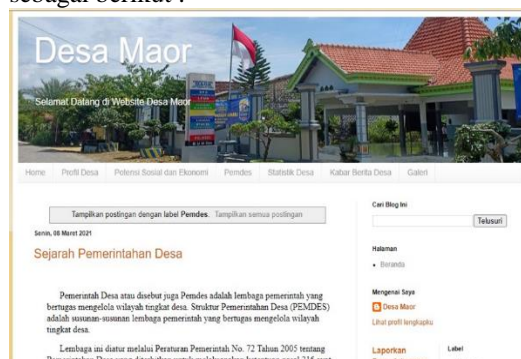 sebagai berikut :
Desa Maor
Selamat Datang di Website Desa Maor
Home Profil Desa Potensi Sosial dan Ekonomi Pemdes Statistik Desa Kabar Berita Desa Galeri
Tampilkan postingan dengan label Pemdes. Tampilkan semua postingan
Senin, 08 Maret 2021
Sejarah Pemerintahan Desa
Pemerintah Desa atau disebut juga Pemdes adalah lembaga pemerintah yang
bertugas mengelola wilayah tingkat desa. Struktur Pemerintahan Desa (PEMDES)
adalah susunan-susunan lembaga pemerintah yang bertugas mengelola wilayah
tingkat desa.
Lembaga ini diatur melalui Peraturan Pemerintah No. 72 Tahun 2005 tentang
Cari Blog Ini
Telusuri
Halaman
Beranda
Mengenai Saya
Desa Maor
Lihat profil lengkapku
Laporkan
Label